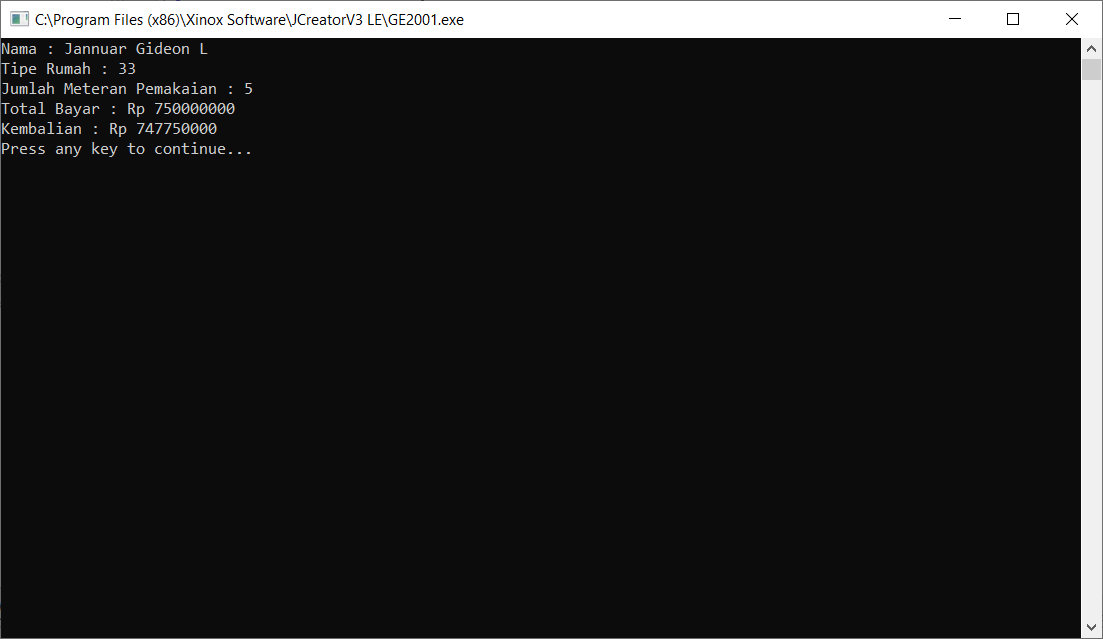 C:\Program Files (x86)\Xinox Software\JCreatorV3 LE\GE2001.exe
Nama : Jannuar Gideon L
Tipe Rumah : 33
Jumlah Meteran Pemakaian : 5
Total Bayar : Rp 750000000
Kembalian : Rp 747750000
Press any key to continue...